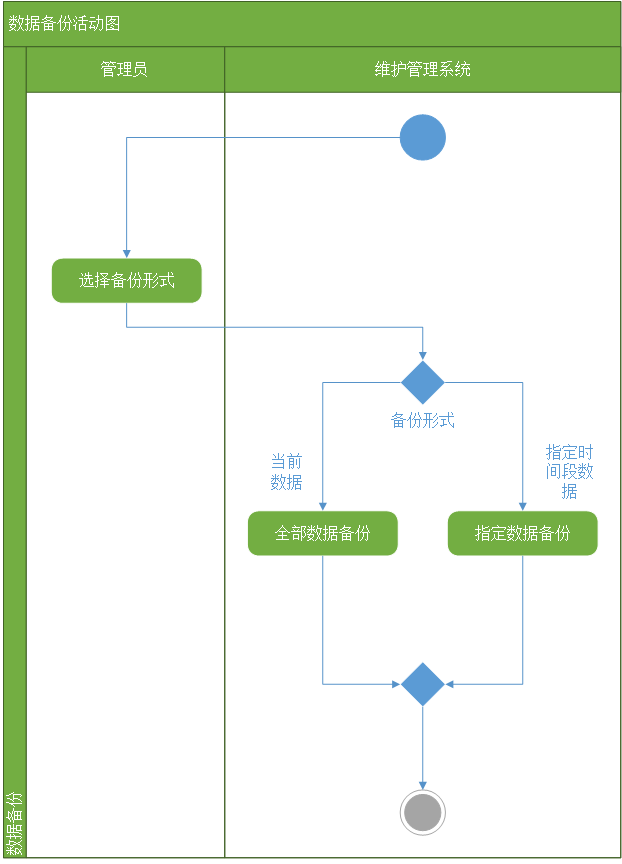 数据备份活动图
管理员
维护管理系统
选择备份形式
备份形式
当前
数据
指定时
间段数
据
全部数据备份
指定数据备份
数据备份